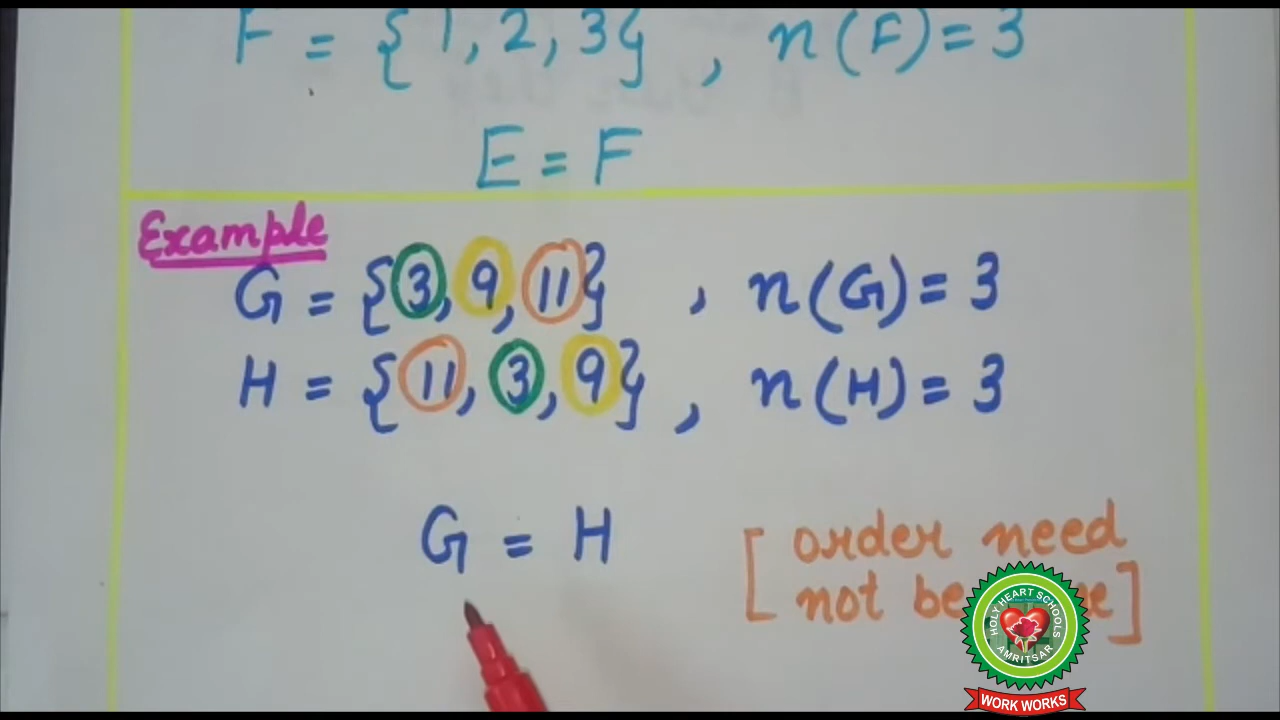 F = {1, 2, 3} , n(F) = 3
E = F
Example
G = {3, 9, 11} , n(G) = 3
H = {11, 3, 9} , n(H) = 3
G = H
[ order need
not be ]
HOLY HEART SCHOOLS
AMRITSAR
WORK WORKS